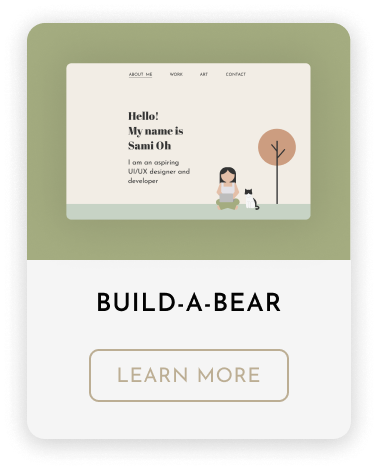 ABOUT ME WORK ART CONTACT
Hello!
My name is
Sami Oh
I am an aspiring
UI/UX designer and
developer
BUILD-A-BEAR
LEARN MORE